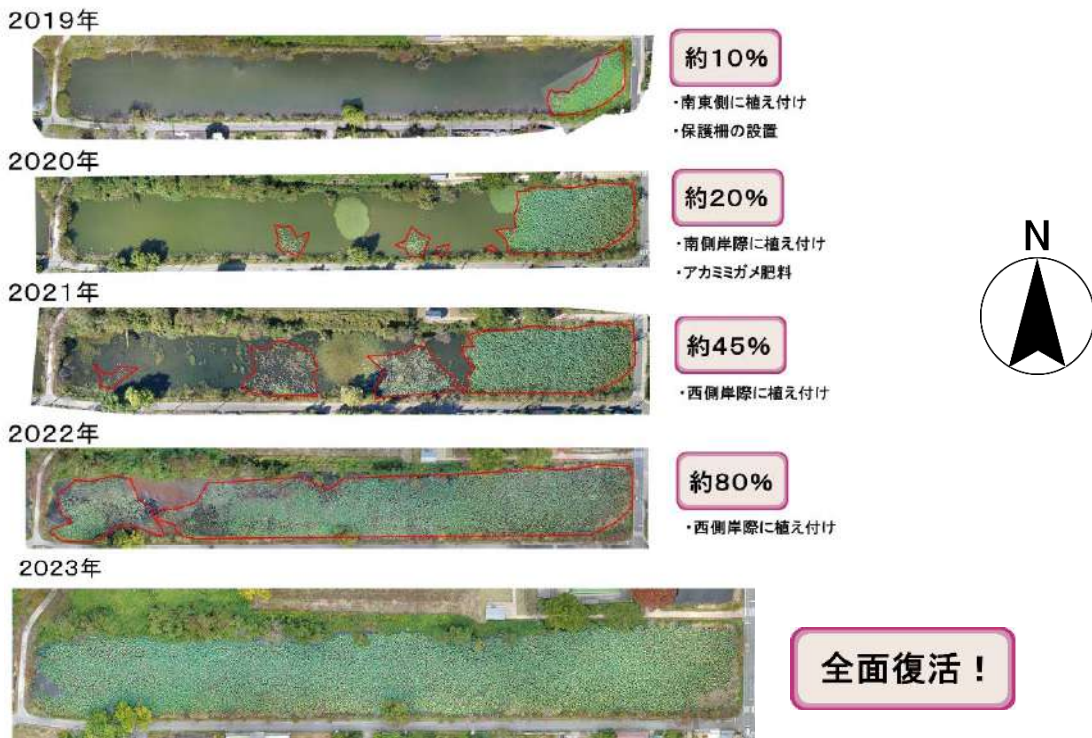 2019年
約10%
・南東側に植え付け
・保護柵の設置
2020年
約20%
・南側岸際に植え付け
・アカミミガメ肥料
N
2021年
約45%
・西側岸際に植え付け
2022年
約80%
・西側岸際に植え付け
2023年
全面復活！